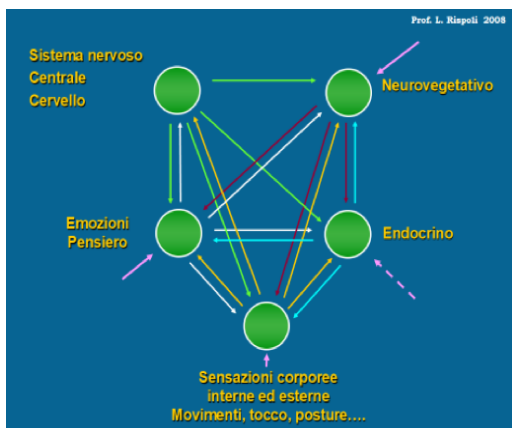 Prof. L. Rispoli 2008
Sistema nervoso
Centrale
Cervello
Neurovegetativo
Emozioni
Pensiero
Endocrino
Sensazioni corporee
interne ed esterne
Movimenti, tocco, posture....